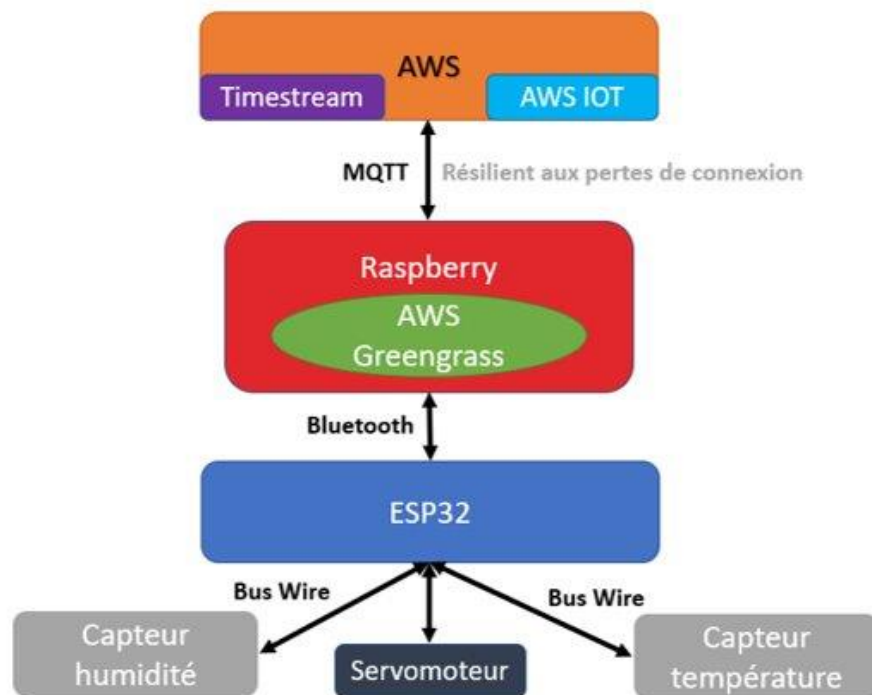 AWS
Timestream
AWS IOT
MQTT
Résilient aux pertes de connexion
Raspberry
AWS
Greengrass
Bluetooth
ESP32
Bus Wire
Bus Wire
Capteur
humidité
Servomoteur
Capteur
température